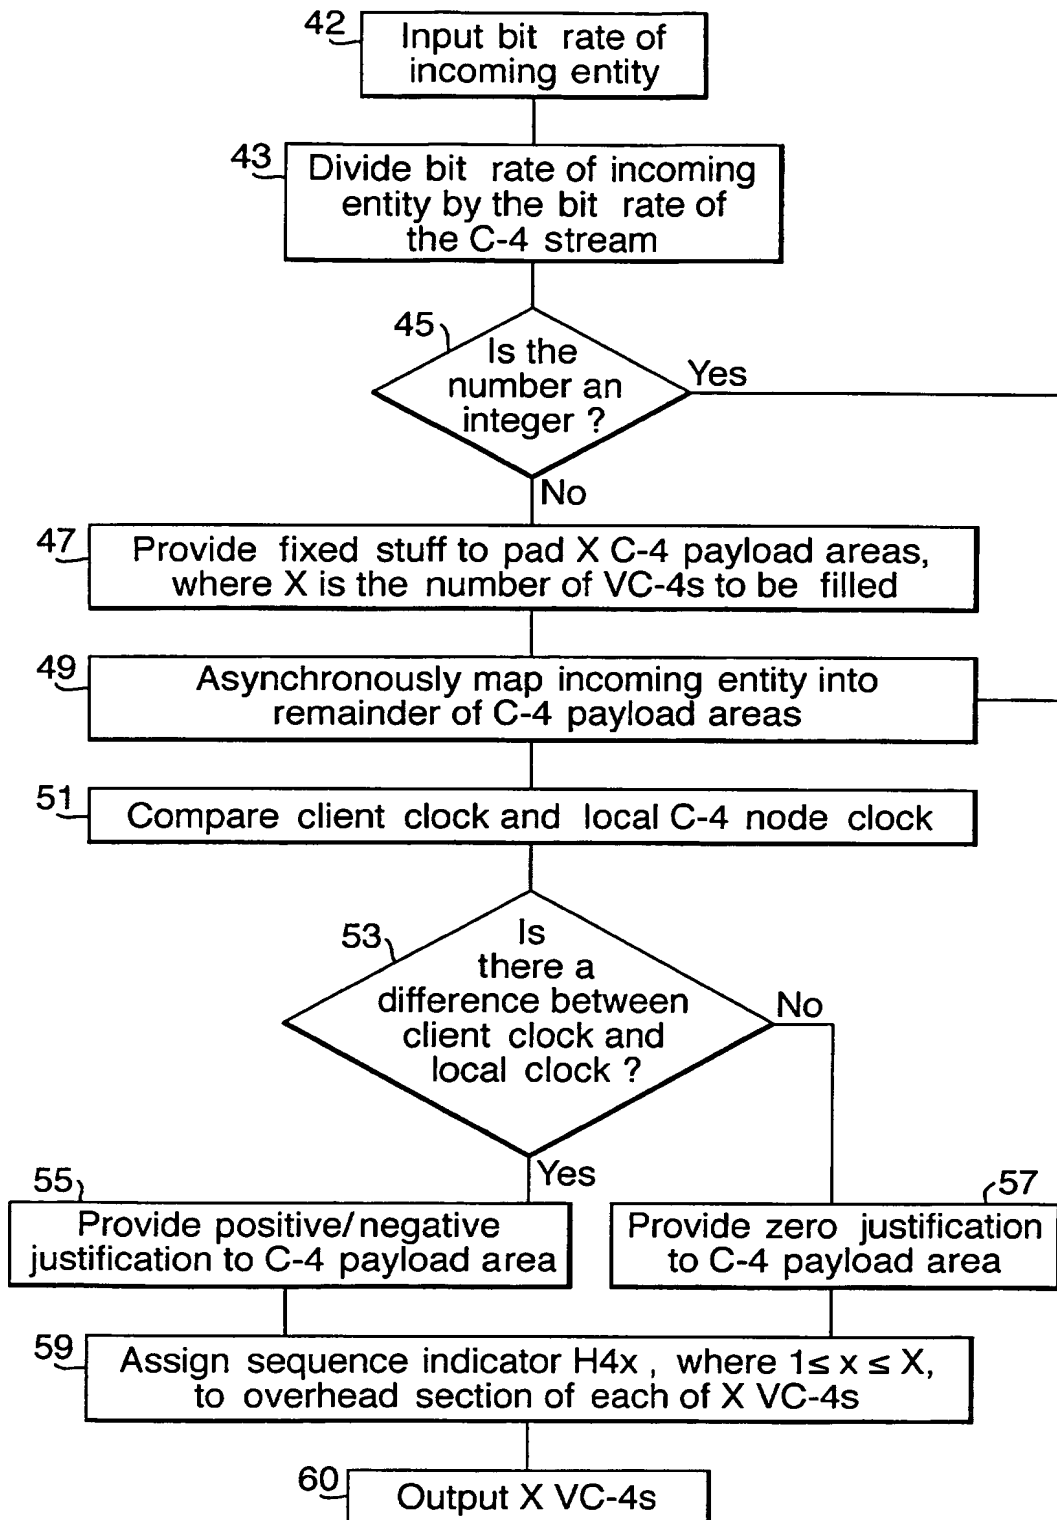 42
Input bit rate of
incoming entity
43
Divide bit rate of incoming
entity by the bit rate of
the C-4 stream
45
Is the
number an
integer ?
Yes
No
47
Provide fixed stuff to pad X C-4 payload areas,
where X is the number of VC-4s to be filled
49
Asynchronously map incoming entity into
remainder of C-4 payload areas
51
Compare client clock and local C-4 node clock
53
Is
there a
difference between
client clock and
local clock ?
No
Yes
55
Provide positive/negative
justification to C-4 payload area
57
Provide zero justification
to C-4 payload area
59
Assign sequence indicator H4x , where 1≤ x ≤ X,
to overhead section of each of X VC-4s
60
Output X VC-4s